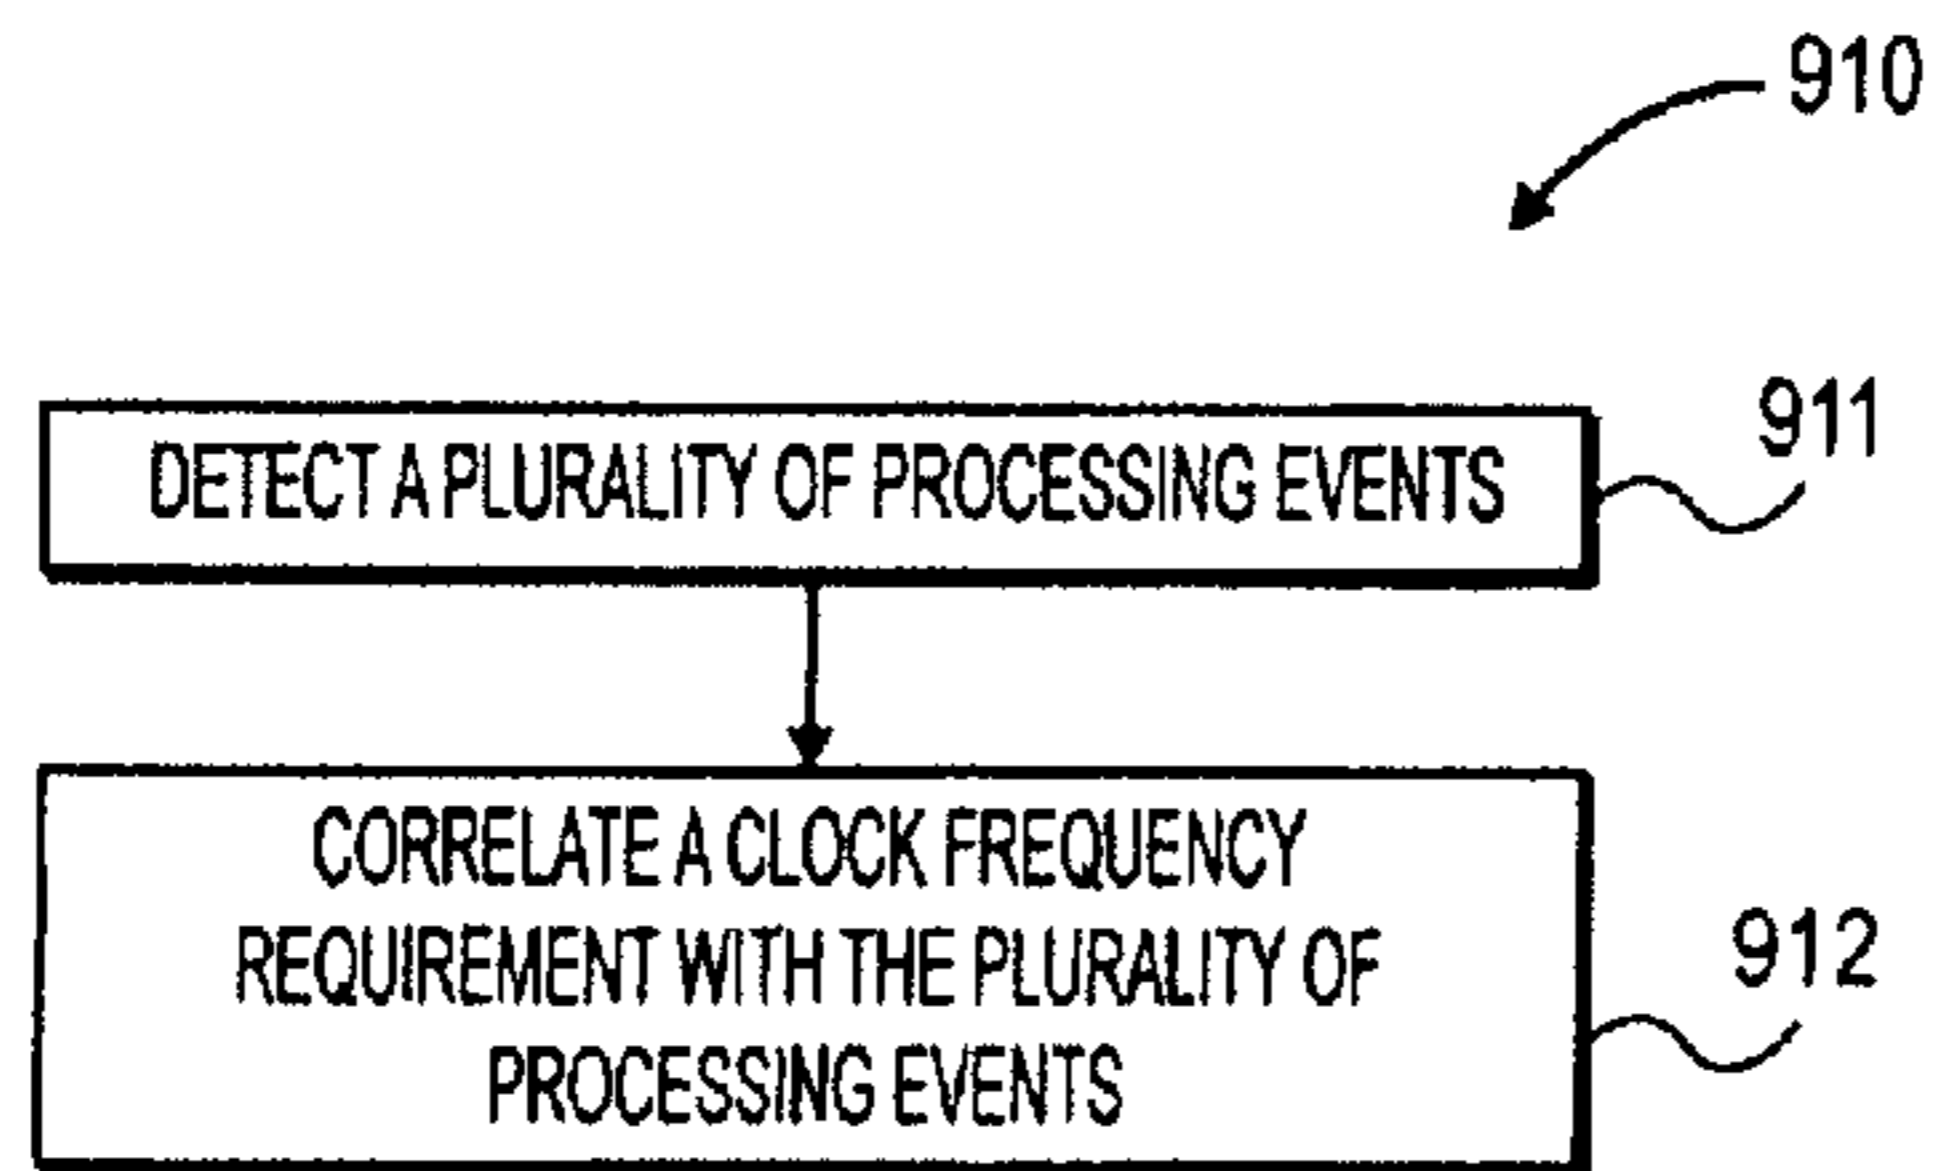 910
911
DETECT A PLURALITY OF PROCESSING EVENTS
CORRELATE A CLOCK FREQUENCY
REQUIREMENT WITH THE PLURALITY OF
PROCESSING EVENTS
912